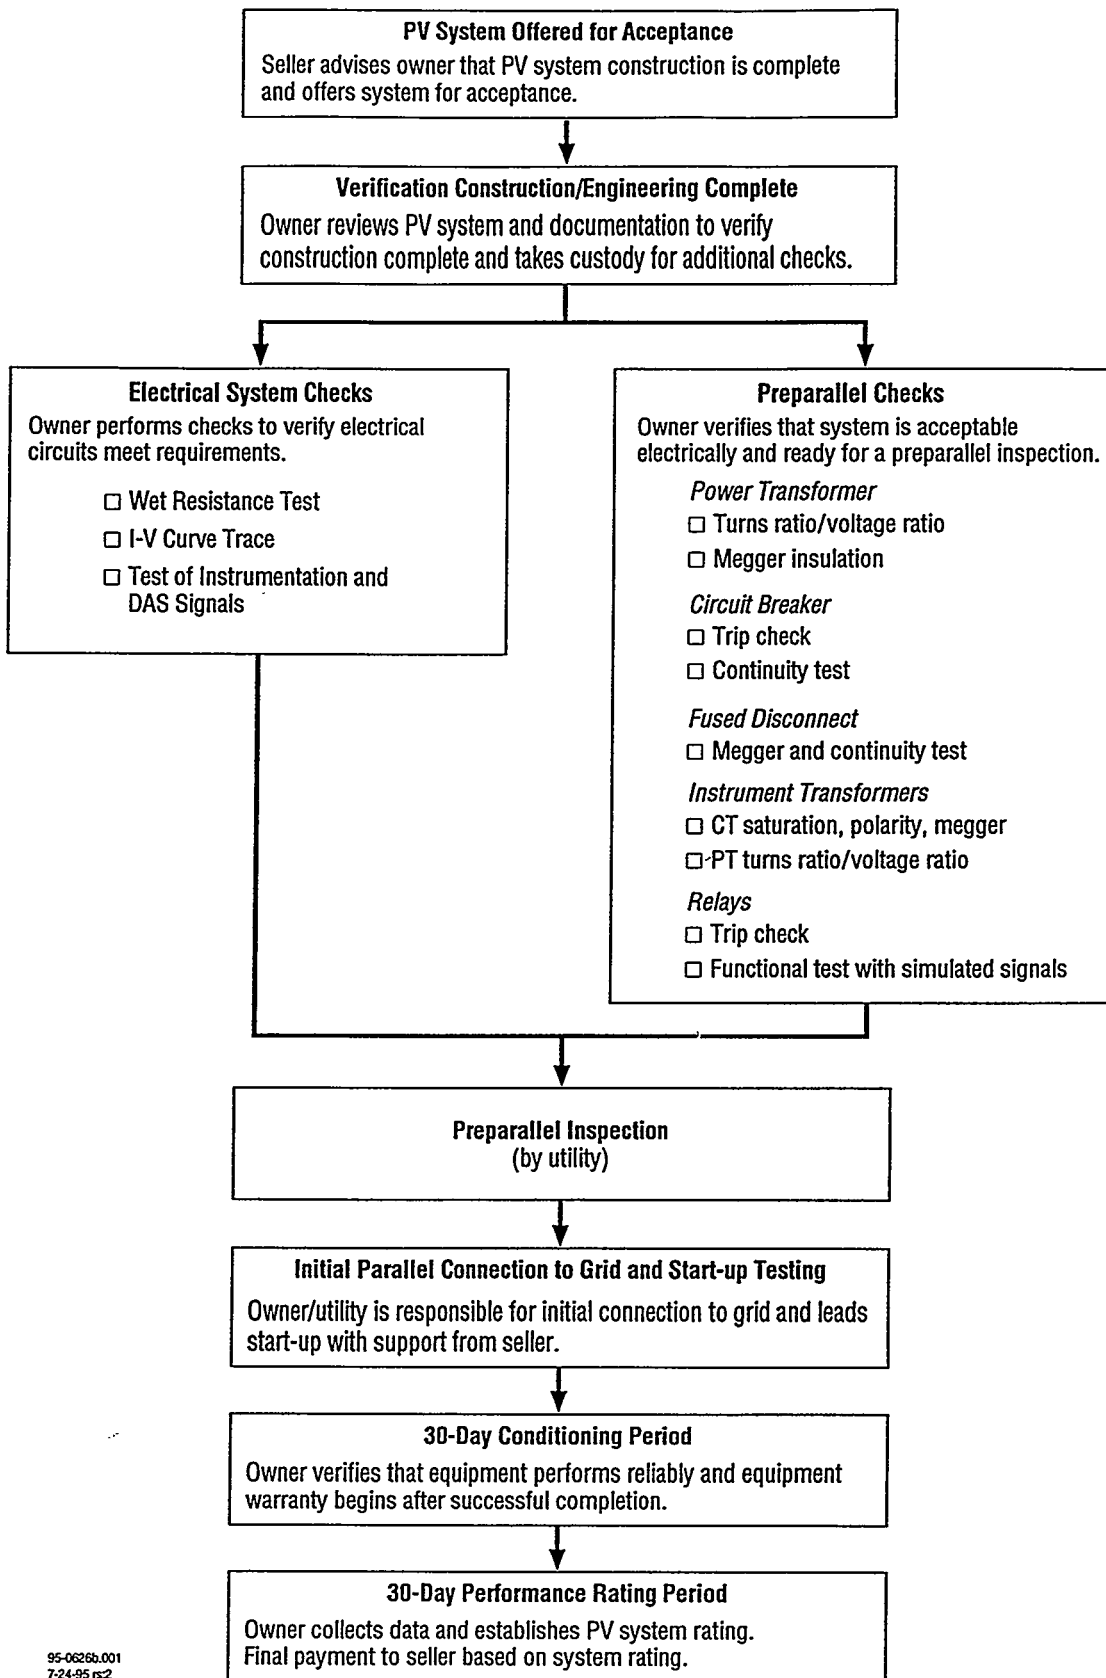 PV System Offered for Acceptance
Seller advises owner that PV system construction is complete
and offers system for acceptance.
Verification Construction/Engineering Complete
Owner reviews PV system and documentation to verify
construction complete and takes custody for additional checks.
Electrical System Checks
Owner performs checks to verify electrical
circuits meet requirements.
Wet Resistance Test
I-V Curve Trace
Test of Instrumentation and
DAS Signals
Preparallel Checks
Owner verifies that system is acceptable
electrically and ready for a preparallel inspection.
Power Transformer
Turns ratio/voltage ratio
Megger insulation
Circuit Breaker
Trip check
Continuity test
Fused Disconnect
Megger and continuity test
Instrument Transformers
CT saturation, polarity, megger
PT turns ratio/voltage ratio
Relays
Trip check
Functional test with simulated signals
Preparallel Inspection
(by utility)
Initial Parallel Connection to Grid and Start-up Testing
Owner/utility is responsible for initial connection to grid and leads
start-up with support from seller.
30-Day Conditioning Period
Owner verifies that equipment performs reliably and equipment
warranty begins after successful completion.
30-Day Performance Rating Period
Owner collects data and establishes PV system rating.
Final payment to seller based on system rating.
95-0626b.001
7-24-95 rs2